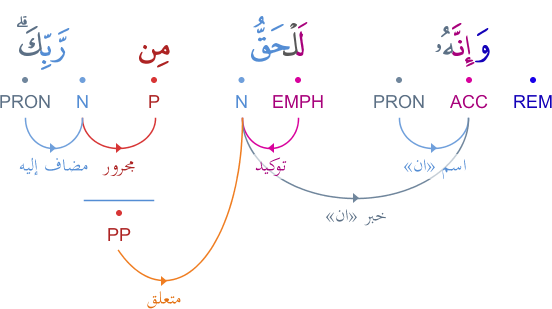 وَإِنَّهُۥ لَلْحَقُّ مِن رَّبِّكَ ۗ
REM ACC PRON EMPH N P N PRON
اسم «ان» توكيد مجرور مضاف إليه
خبر «ان»
PP
متعلق